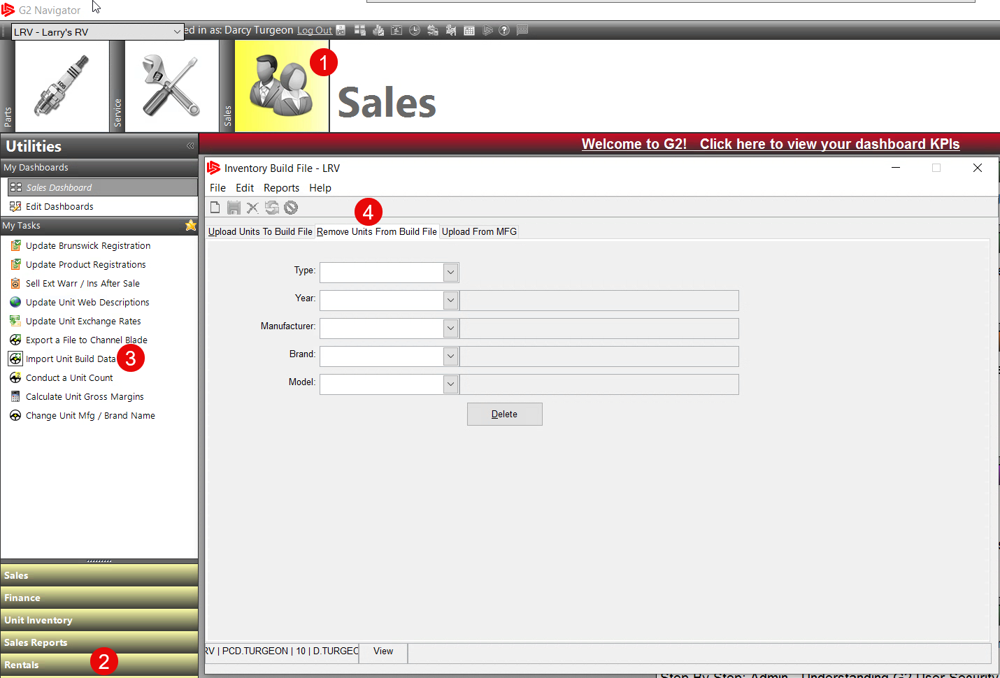 G2 Navigator
LRV - Larry's RV
ed in as: Darcy Turgeon Log Out
Parts
IDS
Service
Sales
1
Sales
Utilities
«
Welcome to G2! Click here to view your dashboard KPIs
My Dashboards
Sales Dashboard
Edit Dashboards
My Tasks
Update Brunswick Registration
Update Product Registrations
Sell Ext Warr / Ins After Sale
Update Unit Web Descriptions
Update Unit Exchange Rates
Export a File to Channel Blade
Import Unit Build Data
3
Conduct a Unit Count
Calculate Unit Gross Margins
Change Unit Mfg / Brand Name
Sales
Finance
Unit Inventory
Sales Reports
Rentals
2
Inventory Build File - LRV
File Edit Reports Help
4
Upload Units To Build File Remove Units From Build File Upload From MFG
Type:
Year:
Manufacturer:
Brand:
Model:
Delete
RV | PCD.TURGEON | 10 | D.TURGEO View
Step By Step: Admin - Understanding G2 User Security